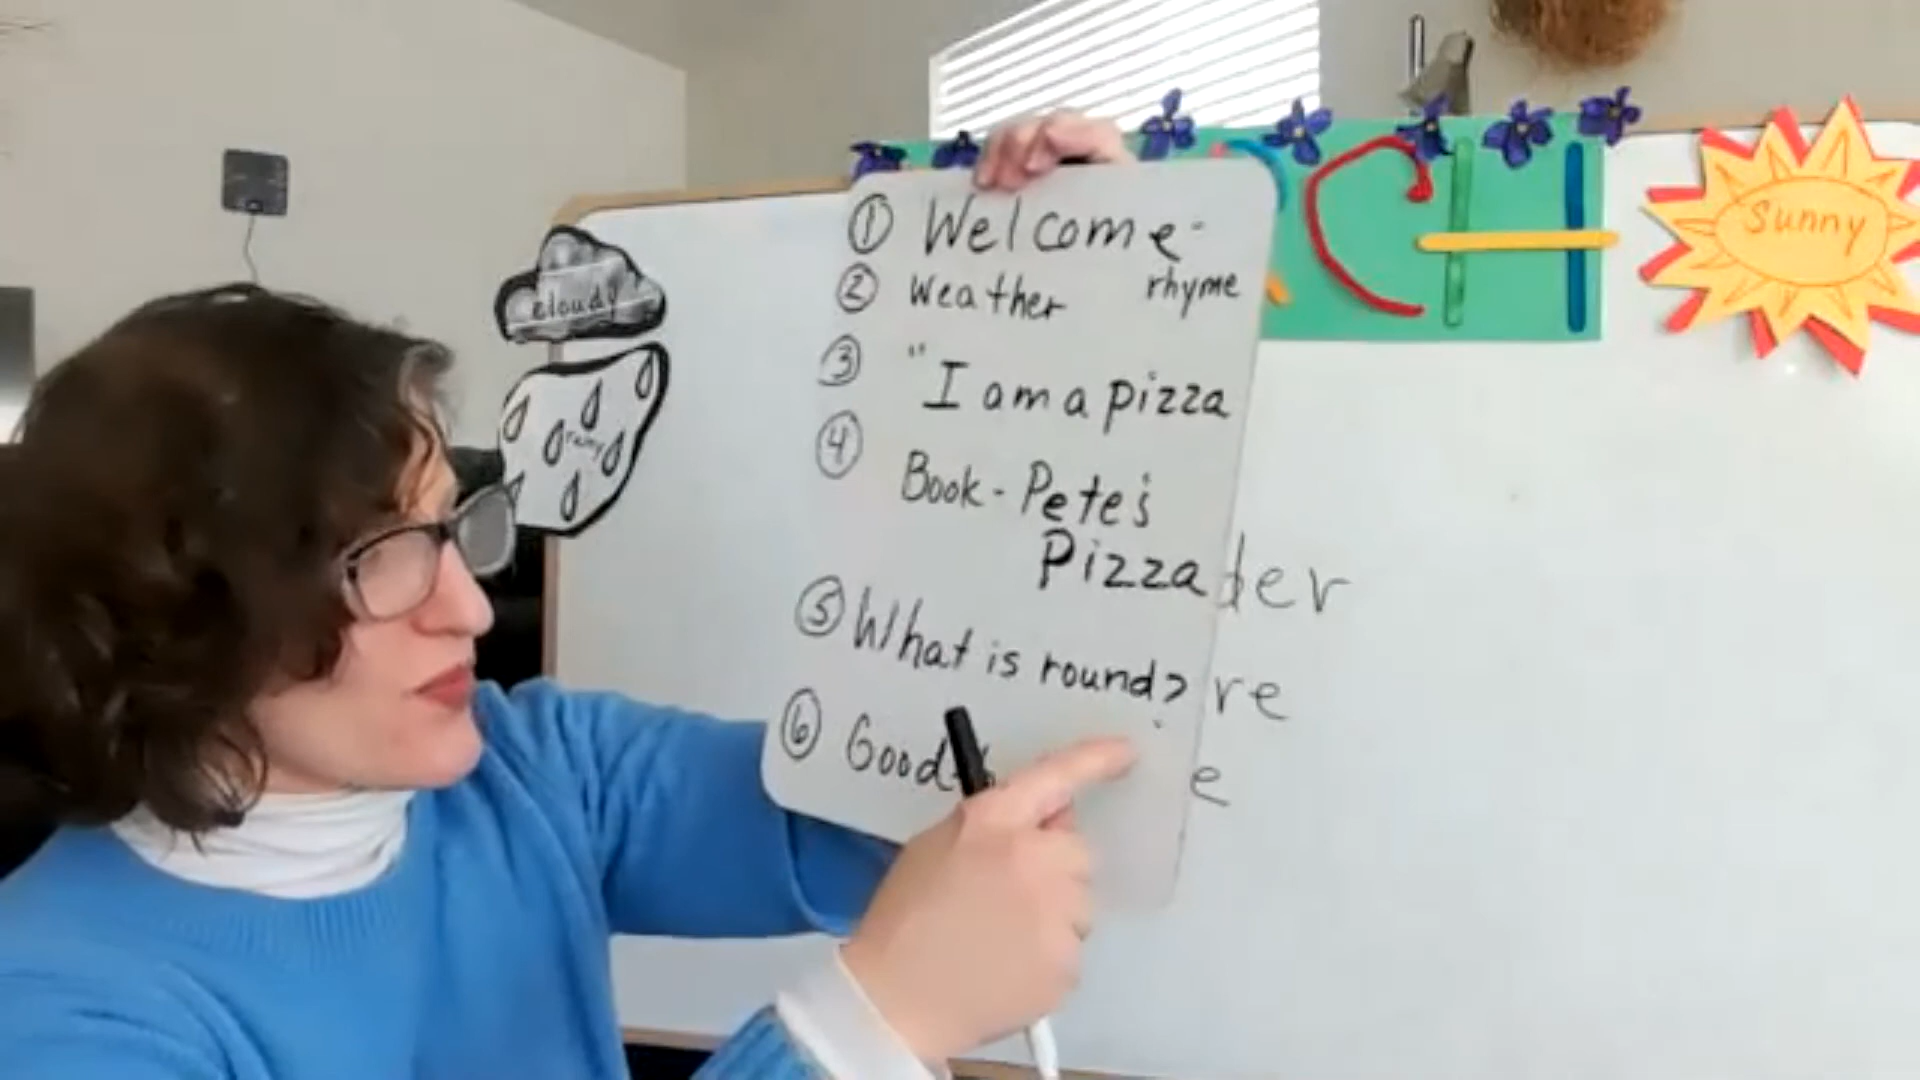 ① Welcome-
rhyme
② Weather
③ "I am a pizza
④ Book - Pete's
Pizza
⑤ What is round?
⑥ Good
der
re
e
CH
Sunny
cloudy
rainy